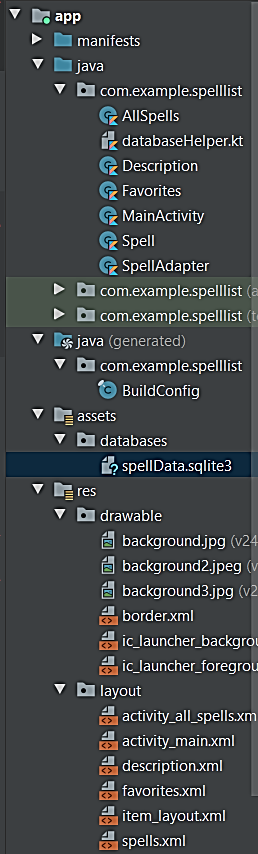 app
manifests
java
com.example.spelllist
AllSpells
databaseHelper.kt
Description
Favorites
MainActivity
Spell
SpellAdapter
com.example.spelllist (a
com.example.spelllist (t
java (generated)
com.example.spelllist
BuildConfig
assets
databases
spellData.sqlite3
res
drawable
background.jpg (v24
background2.jpeg (
background3.jpg (v2
border.xml
ic_launcher_backgro
ic_launcher_foregro
layout
activity_all_spells.xm
activity_main.xml
description.xml
favorites.xml
item_layout.xml
spells.xml